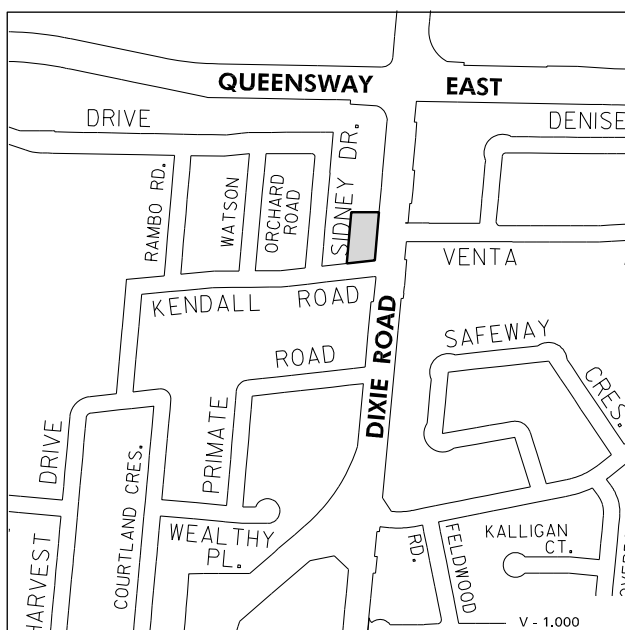 QUEENSWAY EAST
DRIVE
DENISE
SIDNEY DR.
RAMBO RD.
WATSON
ORCHARD
ROAD
VENTA
KENDALL ROAD
DIXIE ROAD
SAFEWAY
CRES.
ROAD
PRIMATE
DRIVE
HARVEST
COURTLAND CRES.
WEALTHY
PL.
RD.
FELDWOOD
KALLIGAN
CT.
V - 1,000